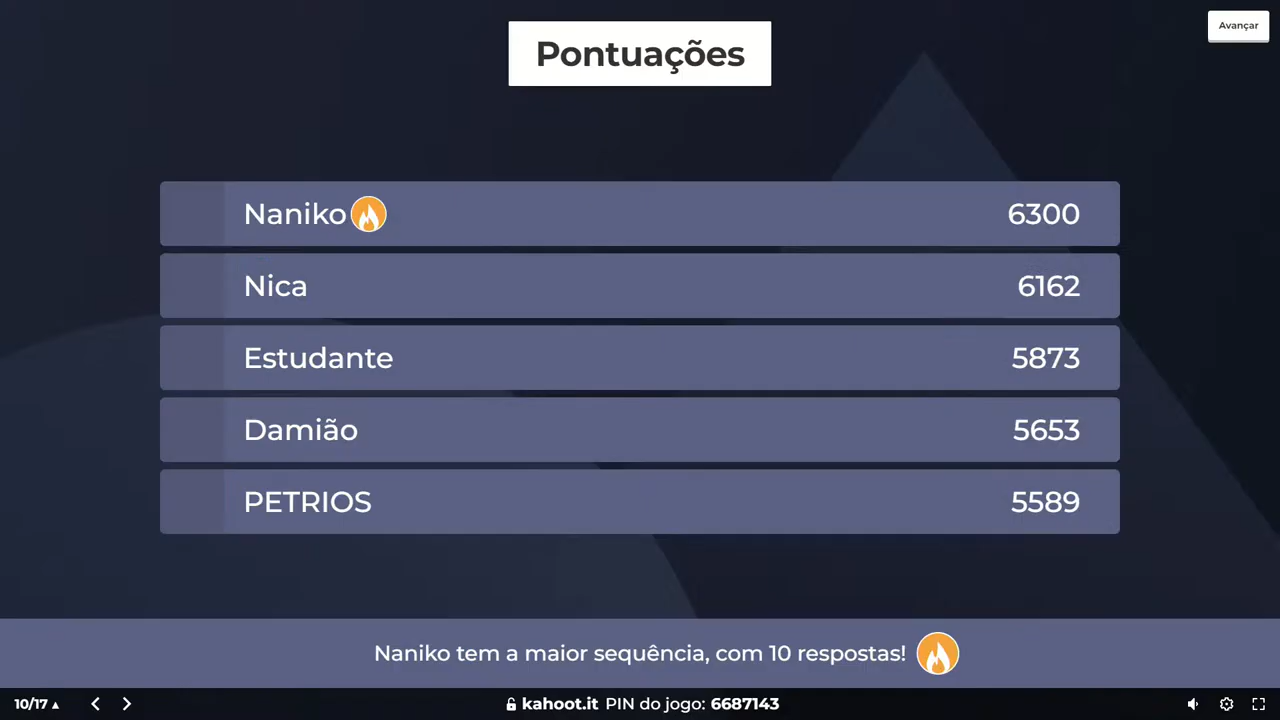 Avançar
Pontuações
Naniko 6300
Nica 6162
Estudante 5873
Damião 5653
PETRIOS 5589
Naniko tem a maior sequência, com 10 respostas!
10/17 ▲ kahoot.it PIN do jogo: 6687143